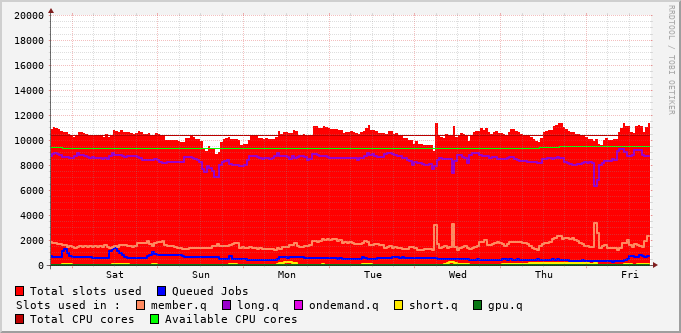 RRDTOOL / TOBI OETIKER
20000
18000
16000
14000
12000
10000
8000
6000
4000
2000
0
Sat Sun Mon Tue Wed Thu Fri
Total slots used Queued Jobs
Slots used in : member.q long.q ondemand.q short.q gpu.q
Total CPU cores Available CPU cores